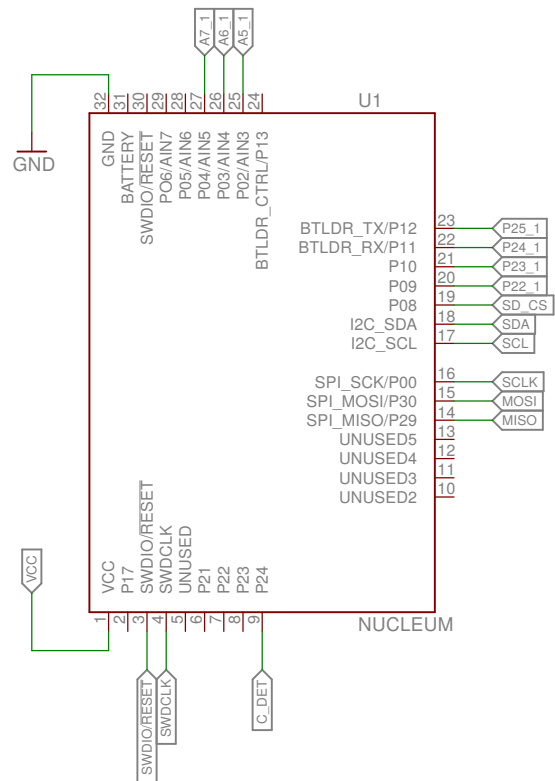 A7_1
A6_1
A5_1
32
31
30
29
28
27
26
25
24
U1
GND
GND
BATTERY
SWDIO/RESET
PO6/AIN7
P05/AIN6
P04/AIN5
P03/AIN4
P02/AIN3
BTLDR_CTRL/P13
BTLDR_TX/P12 23 P25_1
BTLDR_RX/P11 22 P24_1
P10 21 P23_1
P09 20 P22_1
P08 19 SD_CS
I2C_SDA 18 SDA
I2C_SCL 17 SCL
SPI_SCK/P00 16 SCLK
SPI_MOSI/P30 15 MOSI
SPI_MISO/P29 14 MISO
UNUSED5 13
UNUSED4 12
UNUSED3 11
UNUSED2 10
VCC
VCC
P17
SWDIO/RESET
SWDCLK
UNUSED
P21
P22
P23
P24
1
2
3
4
5
6
7
8
9
NUCLEUM
SWDIO/RESET
SWDCLK
C_DET